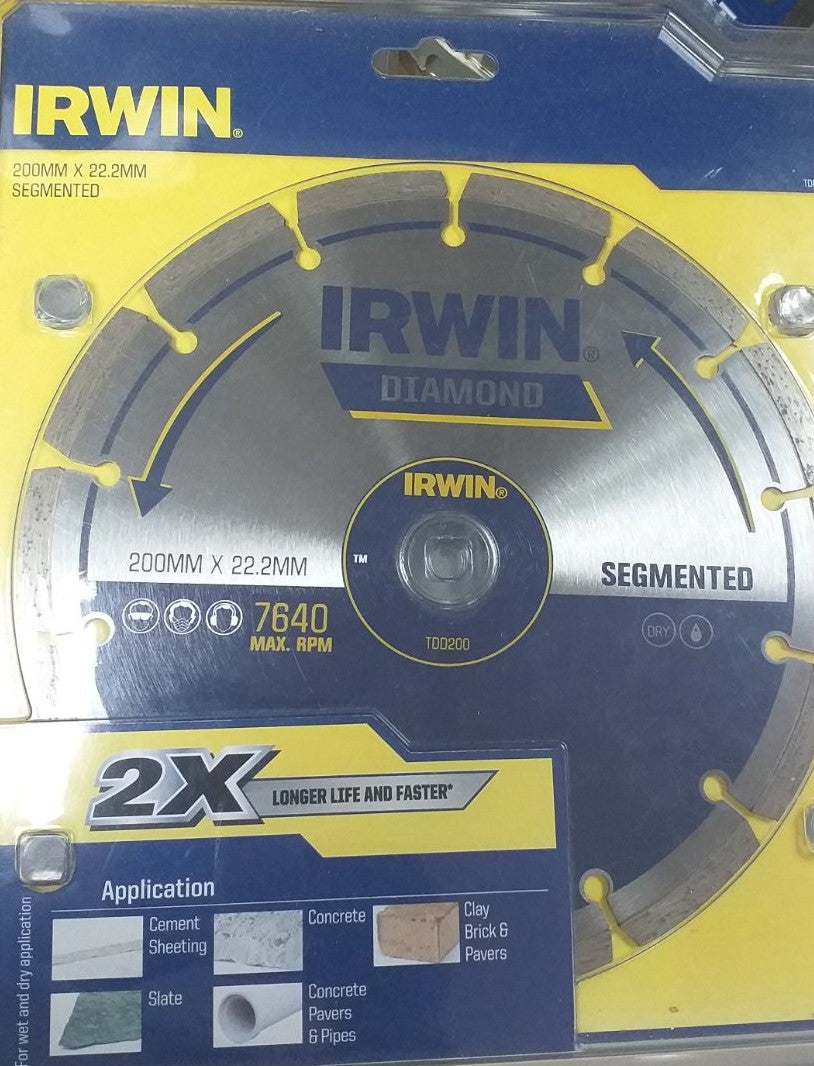 IRWIN®
200MM X 22.2MM
SEGMENTED
IRWIN®
DIAMOND
IRWIN®
TM
200MM X 22.2MM
SEGMENTED
7640
MAX. RPM
TDD200
DRY
2X LONGER LIFE AND FASTER*
Application
Cement
Sheeting
Concrete
Clay
Brick &
Pavers
Slate
Concrete
Pavers
& Pipes
For wet and dry application